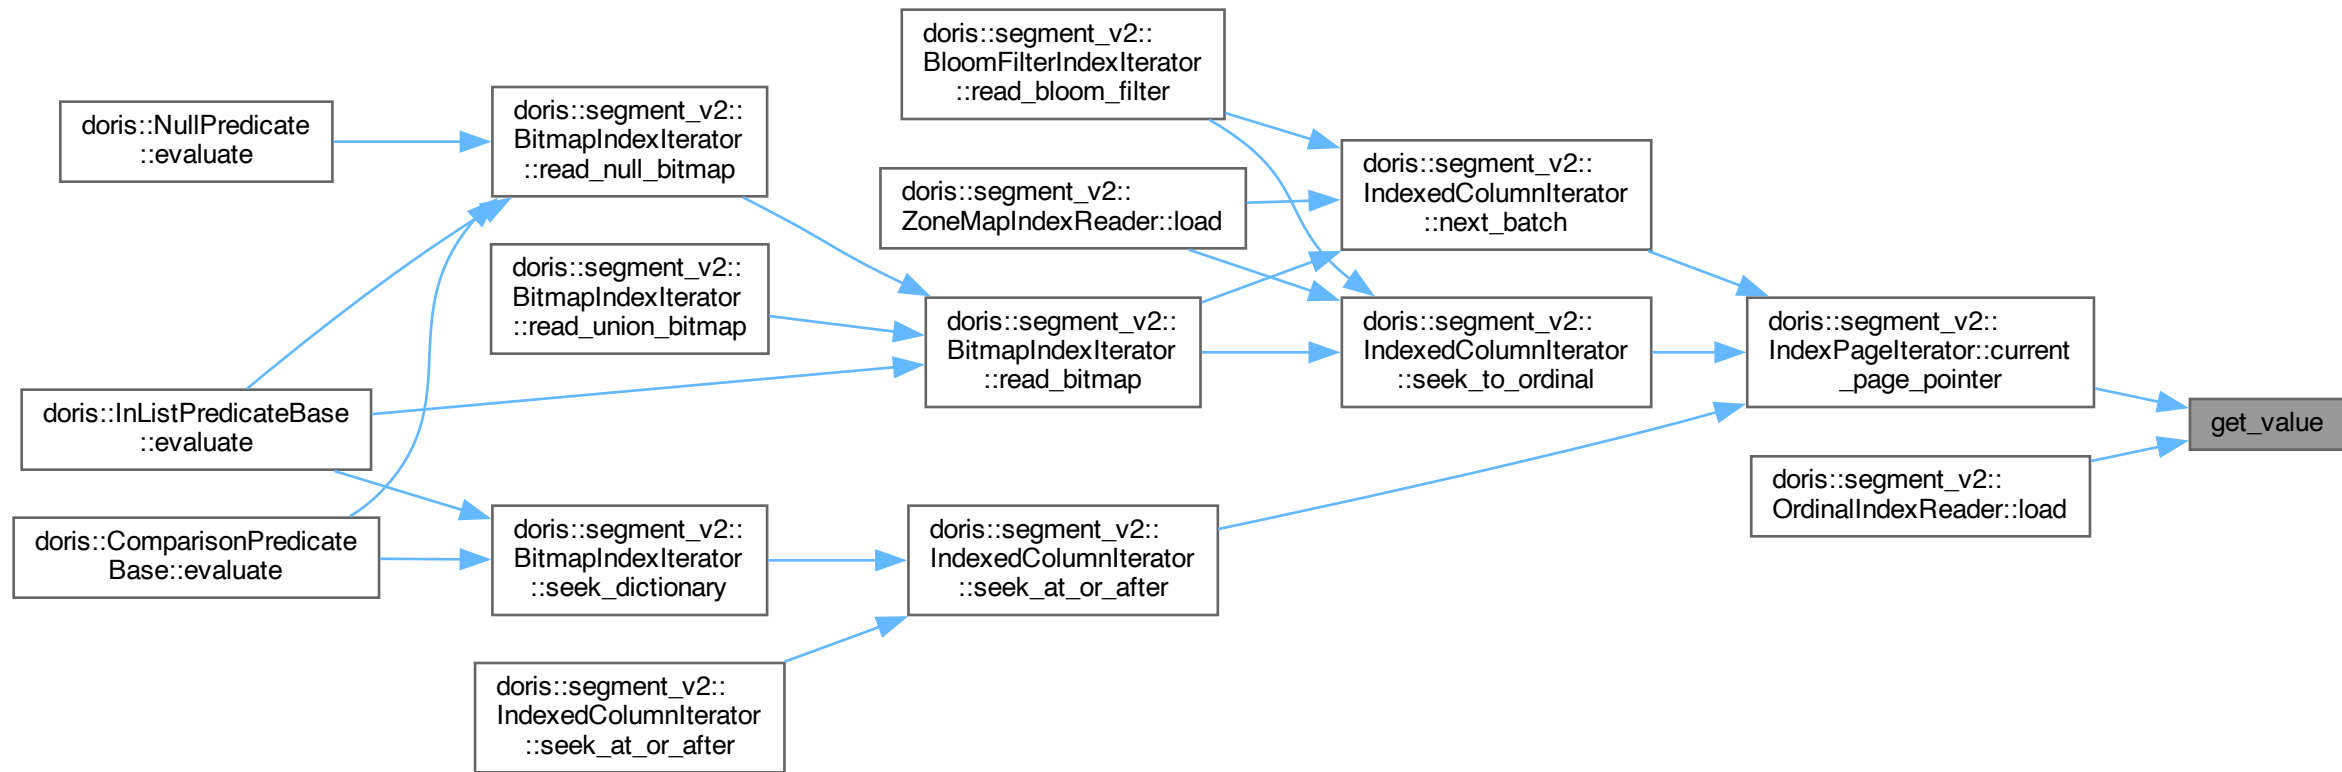 doris::NullPredicate
::evaluate
doris::InListPredicateBase
::evaluate
doris::ComparisonPredicate
Base::evaluate
doris::segment_v2::
BitmapIndexIterator
::read_null_bitmap
doris::segment_v2::
BitmapIndexIterator
::read_union_bitmap
doris::segment_v2::
BitmapIndexIterator
::seek_dictionary
doris::segment_v2::
IndexedColumnIterator
::seek_at_or_after
doris::segment_v2::
BloomFilterIndexIterator
::read_bloom_filter
doris::segment_v2::
ZoneMapIndexReader::load
doris::segment_v2::
BitmapIndexIterator
::read_bitmap
doris::segment_v2::
IndexedColumnIterator
::seek_at_or_after
doris::segment_v2::
IndexedColumnIterator
::next_batch
doris::segment_v2::
IndexedColumnIterator
::seek_to_ordinal
doris::segment_v2::
IndexPageIterator::current
_page_pointer
doris::segment_v2::
OrdinalIndexReader::load
get_value